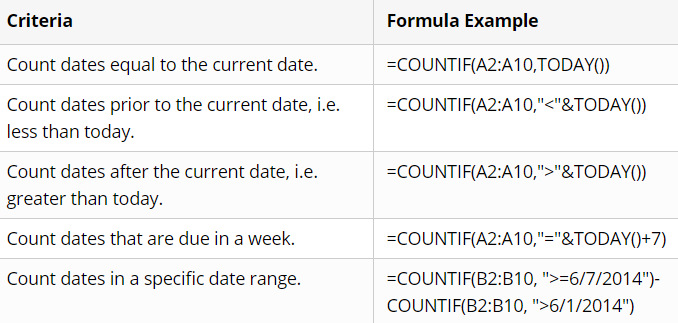 Criteria Formula Example
Count dates equal to the current date. =COUNTIF(A2:A10,TODAY())
Count dates prior to the current date, i.e. =COUNTIF(A2:A10,"<"&TODAY())
less than today.
Count dates after the current date, i.e. =COUNTIF(A2:A10,">"&TODAY())
greater than today.
Count dates that are due in a week. =COUNTIF(A2:A10,"="&TODAY()+7)
Count dates in a specific date range. =COUNTIF(B2:B10, ">=6/7/2014")-
COUNTIF(B2:B10, ">6/1/2014")